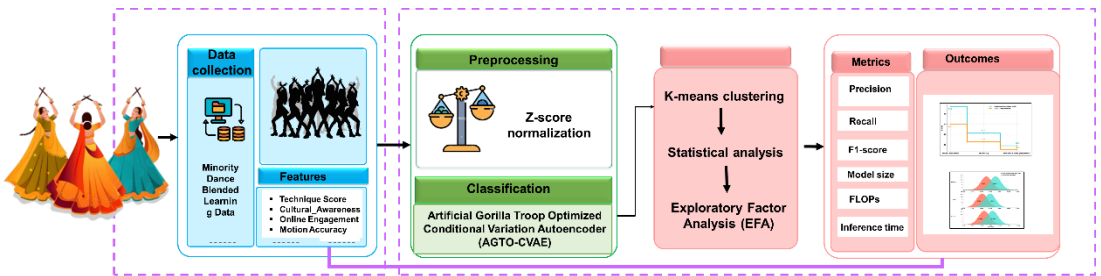 Data
collection
Minority
Dance
Blended
Learnin
g Data
Features
Technique Score
Cultural_Awareness
Online Engagement
Motion Accuracy
Preprocessing
Z-score
normalization
Classification
Artificial Gorilla Troop Optimized
Conditional Variation Autoencoder
(AGTO-CVAE)
K-means clustering
Statistical analysis
Exploratory Factor
Analysis (EFA)
Metrics
Precision
Recall
F1-score
Model size
FLOPs
Inference time
Outcomes